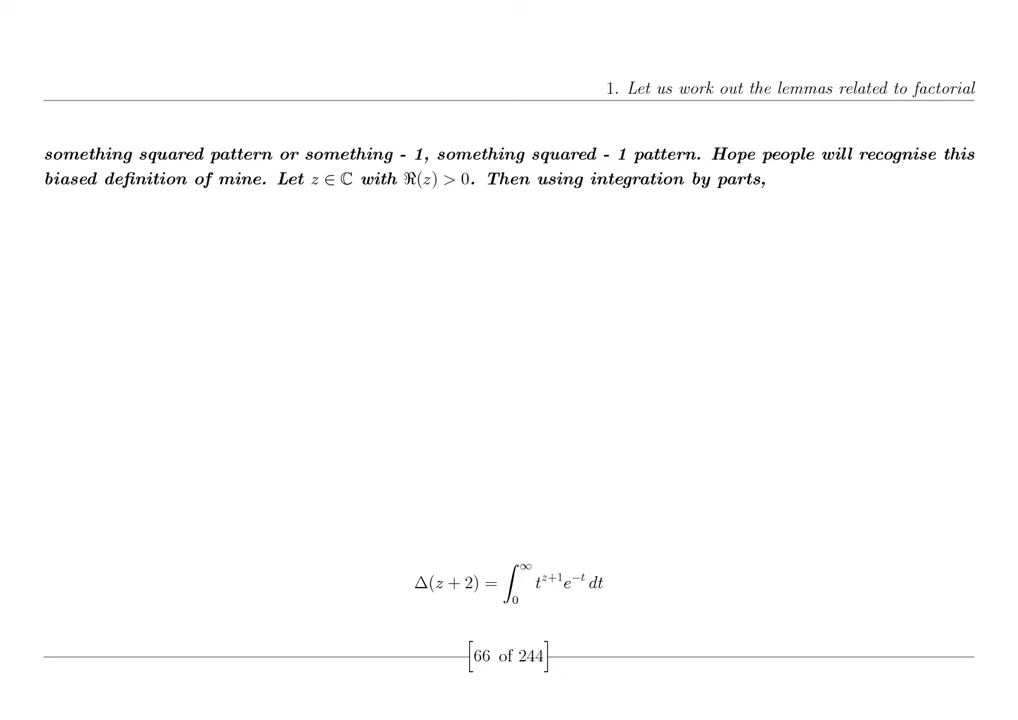 1. Let us work out the lemmas related to factorial
something squared pattern or something - 1, something squared - 1 pattern. Hope people will recognise this
biased definition of mine. Let z ∈ ℂ with ℜ(z) > 0. Then using integration by parts,
Δ(z + 2) = ∫₀^∞ t^{z+1} e^{−t} dt
[66 of 244]